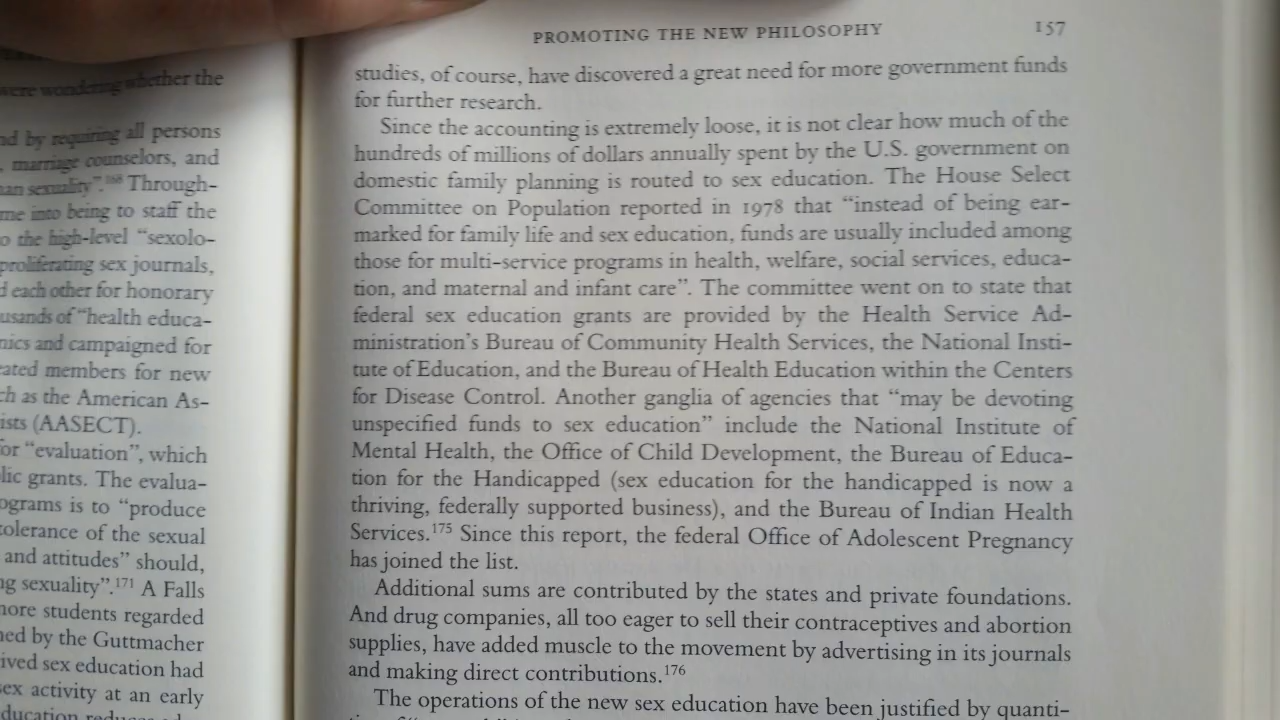 were wondering whether the
nd by requiring all persons
, marriage counselors, and
an sexuality”.¹⁶⁸ Through-
me into being to staff the
o the high-level “sexolo-
proliferating sex journals,
d each other for honorary
usands of “health educa-
nics and campaigned for
eated members for new
ch as the American As-
ists (AASECT).
for “evaluation”, which
lic grants. The evalua-
ograms is to “produce
tolerance of the sexual
and attitudes” should,
ng sexuality”.¹⁷¹ A Falls
more students regarded
ned by the Guttmacher
ived sex education had
sex activity at an early
PROMOTING THE NEW PHILOSOPHY 157
studies, of course, have discovered a great need for more government funds
for further research.
Since the accounting is extremely loose, it is not clear how much of the
hundreds of millions of dollars annually spent by the U.S. government on
domestic family planning is routed to sex education. The House Select
Committee on Population reported in 1978 that “instead of being ear-
marked for family life and sex education, funds are usually included among
those for multi-service programs in health, welfare, social services, educa-
tion, and maternal and infant care”. The committee went on to state that
federal sex education grants are provided by the Health Service Ad-
ministration’s Bureau of Community Health Services, the National Insti-
tute of Education, and the Bureau of Health Education within the Centers
for Disease Control. Another ganglia of agencies that “may be devoting
unspecified funds to sex education” include the National Institute of
Mental Health, the Office of Child Development, the Bureau of Educa-
tion for the Handicapped (sex education for the handicapped is now a
thriving, federally supported business), and the Bureau of Indian Health
Services.¹⁷⁵ Since this report, the federal Office of Adolescent Pregnancy
has joined the list.
Additional sums are contributed by the states and private foundations.
And drug companies, all too eager to sell their contraceptives and abortion
supplies, have added muscle to the movement by advertising in its journals
and making direct contributions.¹⁷⁶
The operations of the new sex education have been justified by quanti-